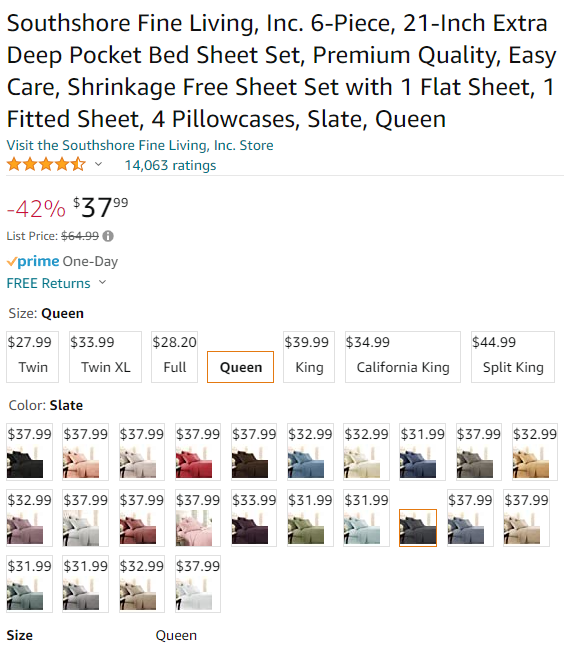 Southshore Fine Living, Inc. 6-Piece, 21-Inch Extra
Deep Pocket Bed Sheet Set, Premium Quality, Easy
Care, Shrinkage Free Sheet Set with 1 Flat Sheet, 1
Fitted Sheet, 4 Pillowcases, Slate, Queen
Visit the Southshore Fine Living, Inc. Store
14,063 ratings
-42% $37.99
List Price: $64.99
prime One-Day
FREE Returns
Size: Queen
$27.99 $33.99 $28.20 $39.99 $34.99 $44.99
Twin Twin XL Full Queen King California King Split King
Color: Slate
$37.99 $37.99 $37.99 $37.99 $37.99 $32.99 $32.99 $31.99 $37.99 $32.99
$32.99 $37.99 $37.99 $37.99 $33.99 $31.99 $31.99 $37.99 $37.99
$31.99 $31.99 $32.99 $37.99
Size Queen